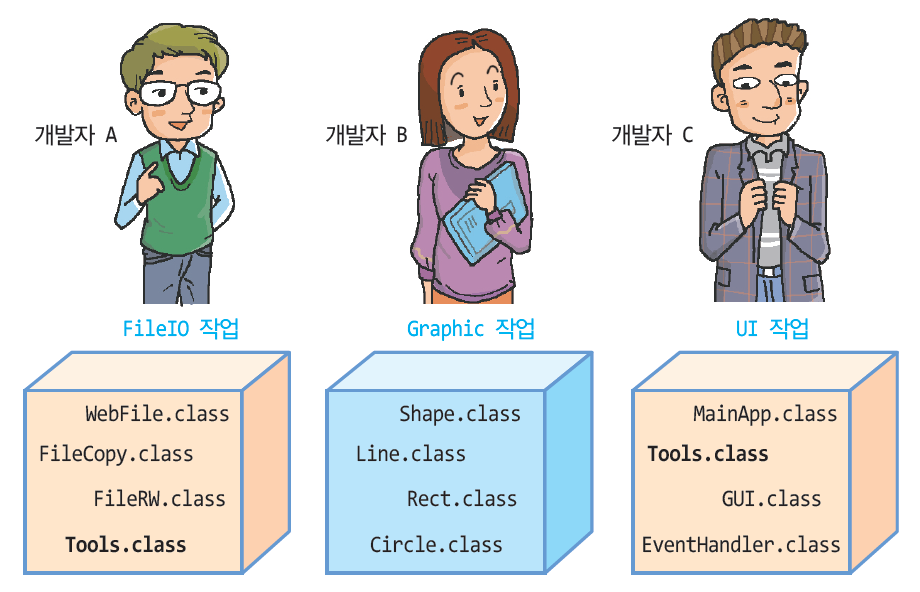 개발자 A
개발자 B
개발자 C
FileIO 작업
Graphic 작업
UI 작업
WebFile.class
FileCopy.class
FileRW.class
Tools.class
Shape.class
Line.class
Rect.class
Circle.class
MainApp.class
Tools.class
GUI.class
EventHandler.class